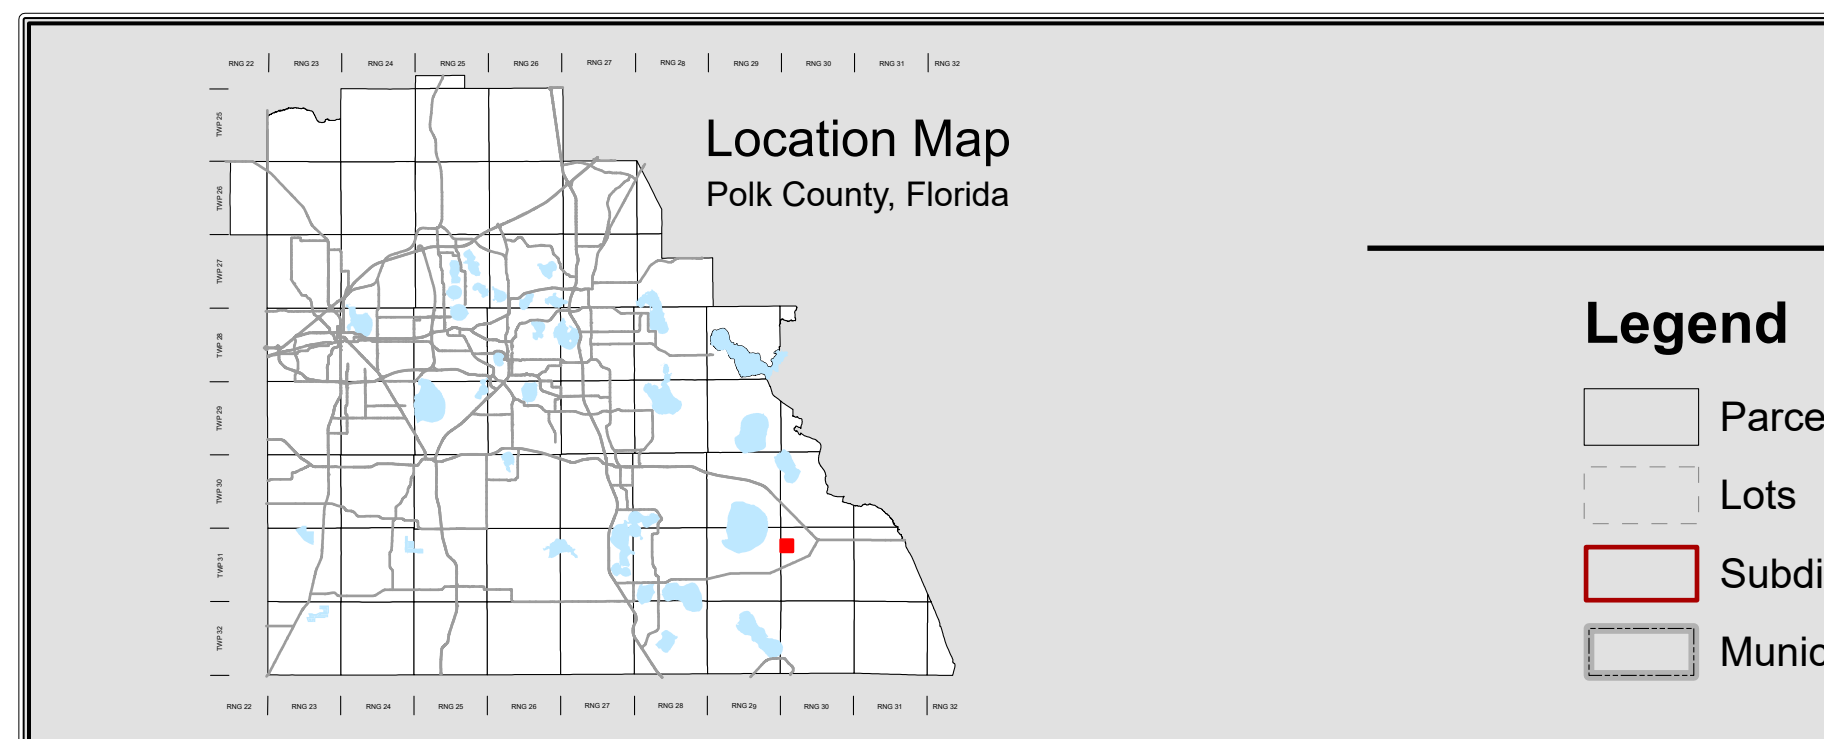 RNG 22 RNG 23 RNG 24 RNG 25 RNG 26 RNG 27 RNG 28 RNG 29 RNG 30 RNG 31 RNG 32
TWP 25
TWP 26
TWP 27
TWP 28
TWP 29
TWP 30
TWP 31
TWP 32
Location Map
Polk County, Florida
RNG 22 RNG 23 RNG 24 RNG 25 RNG 26 RNG 27 RNG 28 RNG 29 RNG 30 RNG 31 RNG 32
Legend
Parce
Lots
Subdi
Munic